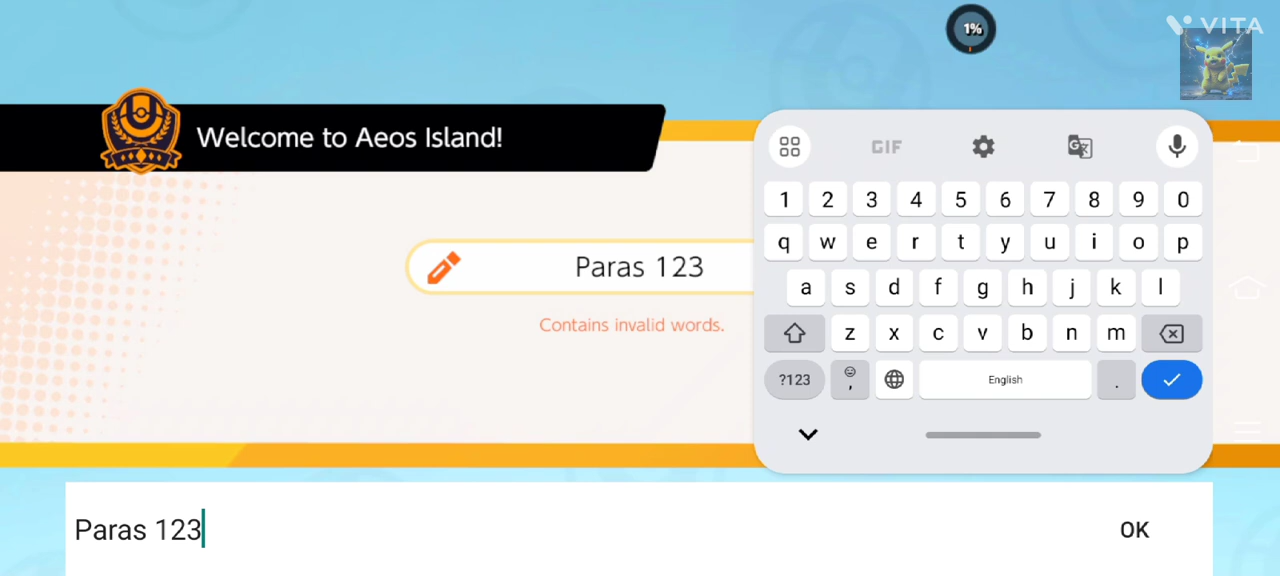 1%
VITA
Welcome to Aeos Island!
Paras 123
Contains invalid words.
GIF
1 2 3 4 5 6 7 8 9 0
q w e r t y u i o p
a s d f g h j k l
z x c v b n m
?123 , English .
Paras 123
OK